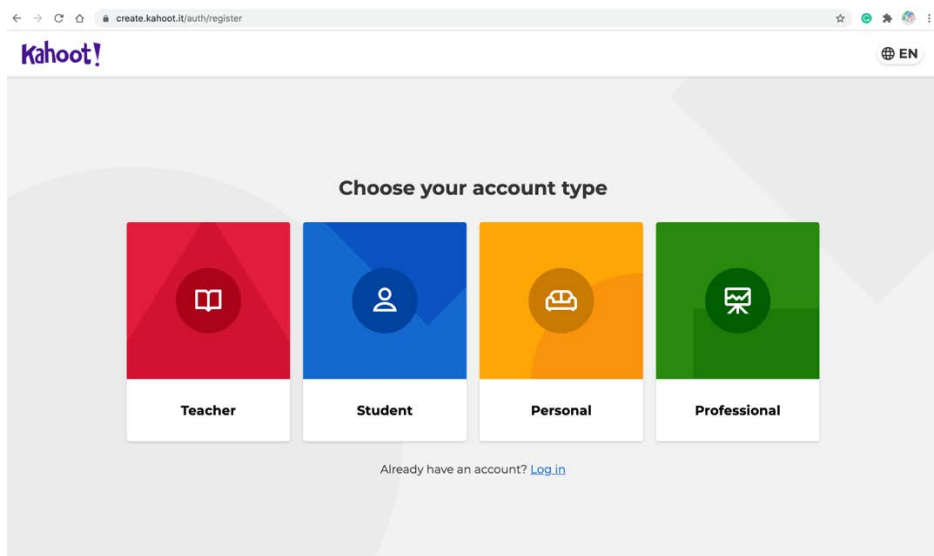 create.kahoot.it/auth/register
Kahoot!
EN
Choose your account type
Teacher
Student
Personal
Professional
Already have an account? Log in